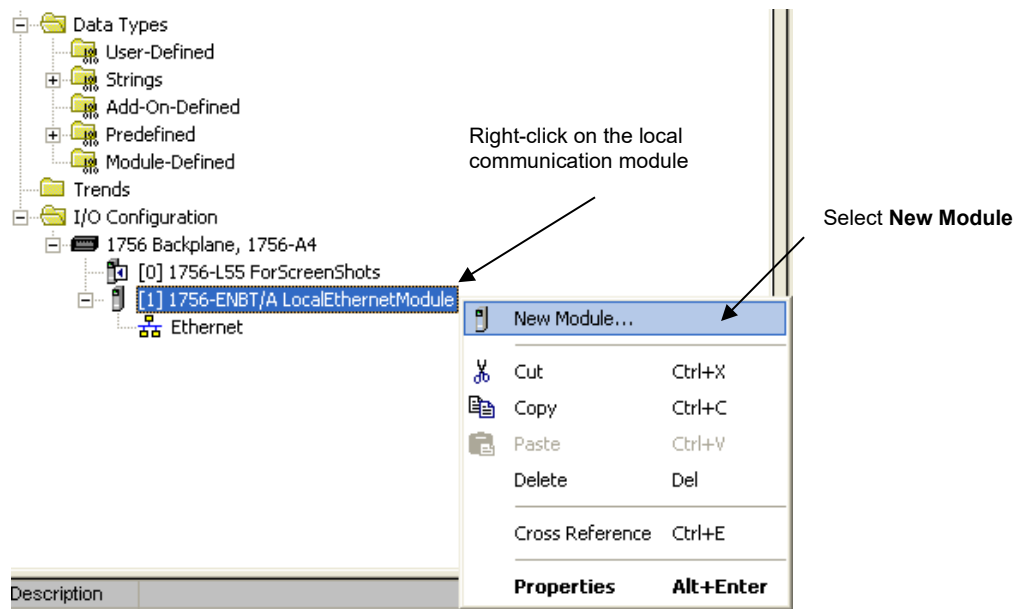 Data Types
User-Defined
Strings
Add-On-Defined
Predefined
Module-Defined
Trends
I/O Configuration
1756 Backplane, 1756-A4
[0] 1756-L55 ForScreenShots
[1] 1756-ENBT/A LocalEthernetModule
Ethernet
Right-click on the local
communication module
Select New Module
New Module...
Cut Ctrl+X
Copy Ctrl+C
Paste Ctrl+V
Delete Del
Cross Reference Ctrl+E
Properties Alt+Enter
Description